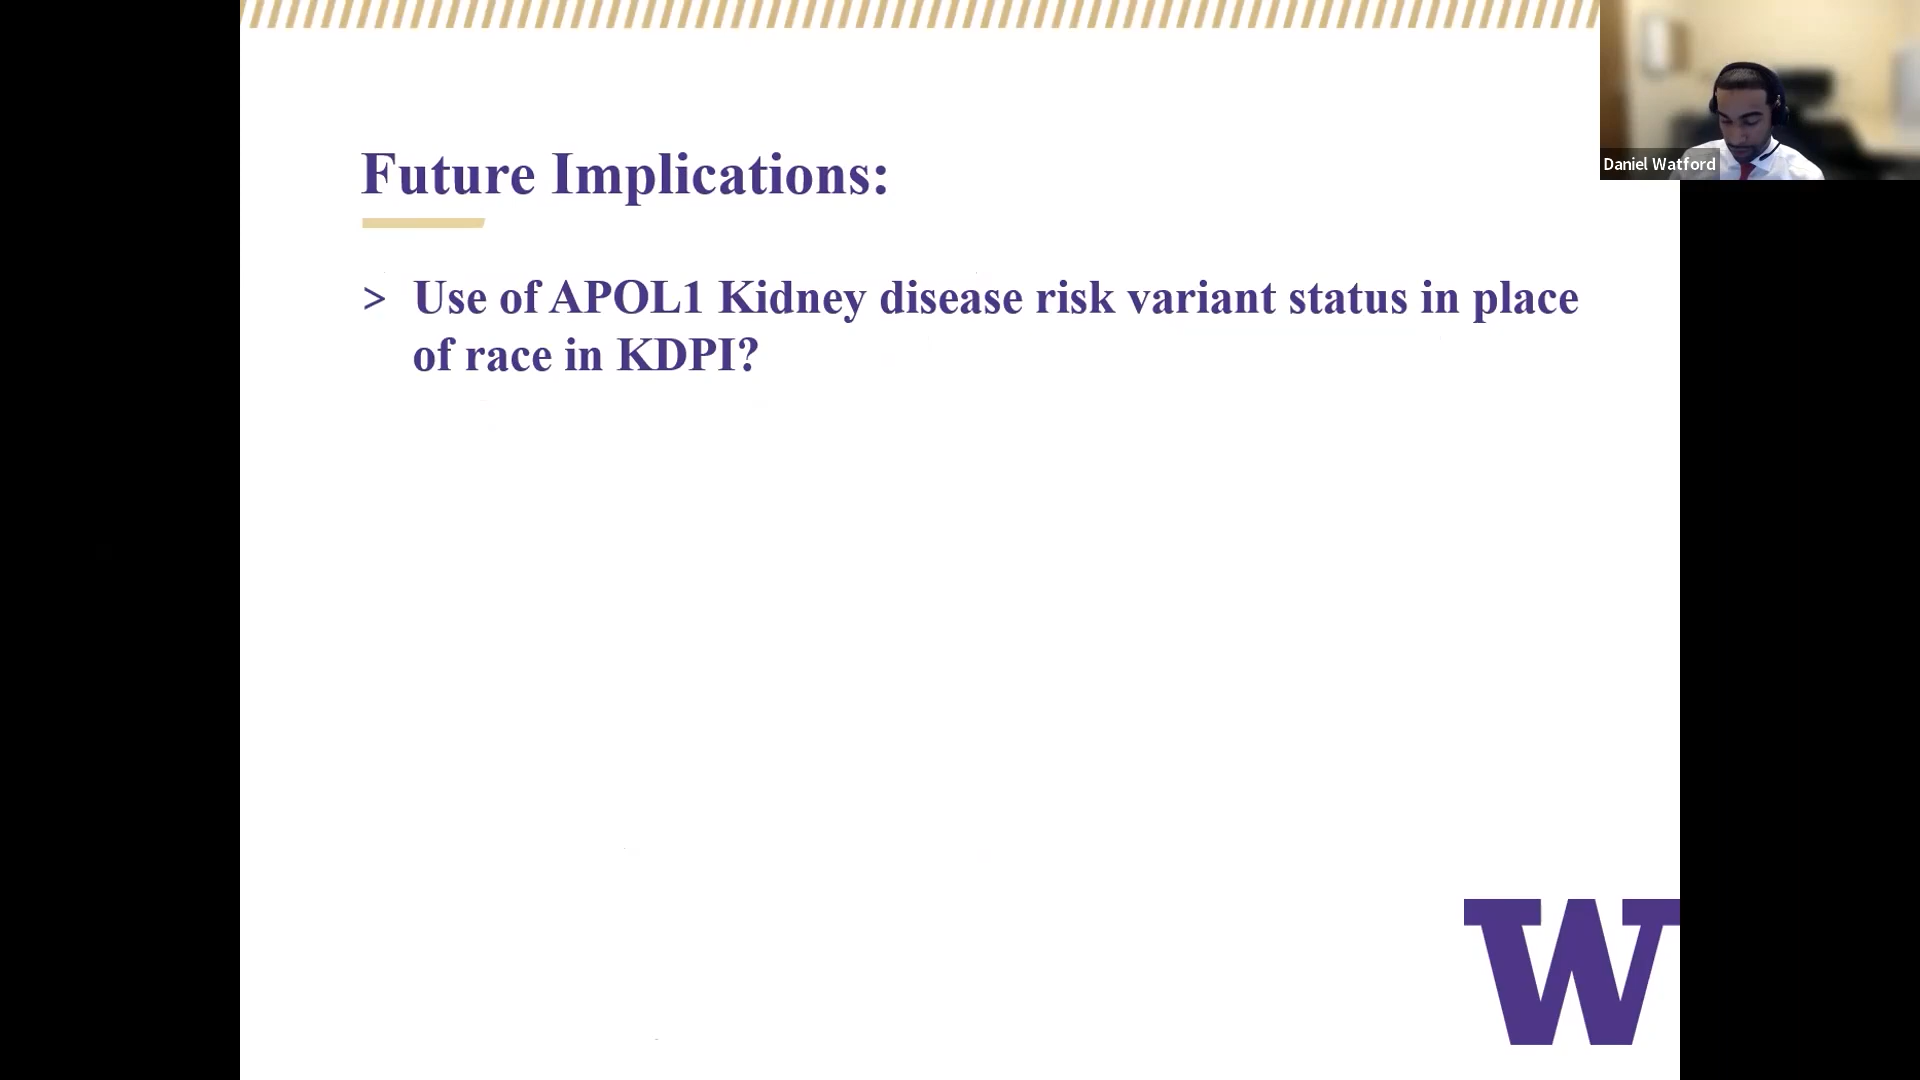 Future Implications:
> Use of APOL1 Kidney disease risk variant status in place
of race in KDPI?
Daniel Watford
W